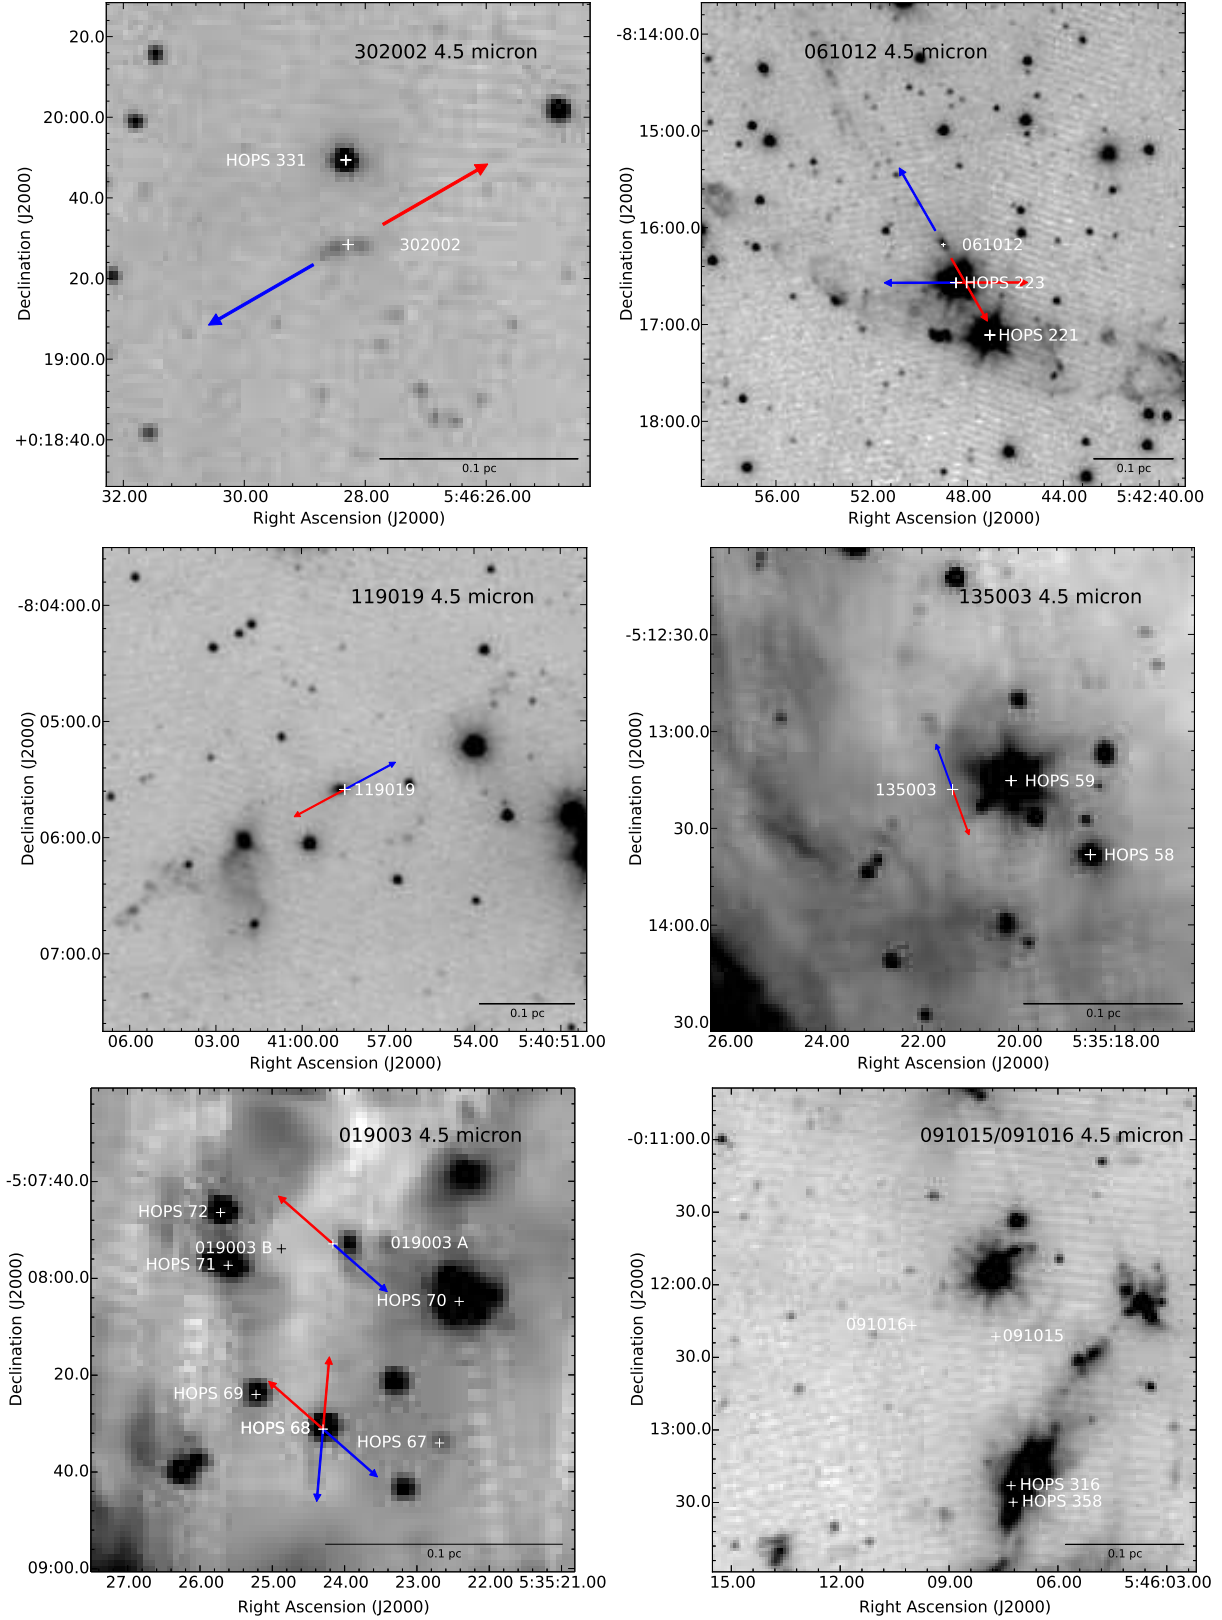 302002 4.5 micron
20.0
20:00.0
40.0
20.0
19:00.0
+0:18:40.0
Declination (J2000)
HOPS 331
302002
0.1 pc
32.00 30.00 28.00 5:46:26.00
Right Ascension (J2000)
061012 4.5 micron
-8:14:00.0
15:00.0
16:00.0
17:00.0
18:00.0
Declination (J2000)
061012
HOPS 223
HOPS 221
0.1 pc
56.00 52.00 48.00 44.00 5:42:40.00
Right Ascension (J2000)
119019 4.5 micron
-8:04:00.0
05:00.0
06:00.0
07:00.0
Declination (J2000)
119019
0.1 pc
06.00 03.00 41:00.00 57.00 54.00 5:40:51.00
Right Ascension (J2000)
135003 4.5 micron
-5:12:30.0
13:00.0
30.0
14:00.0
30.0
Declination (J2000)
135003
HOPS 59
HOPS 58
0.1 pc
26.00 24.00 22.00 20.00 5:35:18.00
Right Ascension (J2000)
019003 4.5 micron
-5:07:40.0
08:00.0
20.0
40.0
09:00.0
Declination (J2000)
HOPS 72
019003 B
019003 A
HOPS 71
HOPS 70
HOPS 69
HOPS 68
HOPS 67
0.1 pc
27.00 26.00 25.00 24.00 23.00 22.00 5:35:21.00
Right Ascension (J2000)
091015/091016 4.5 micron
-0:11:00.0
30.0
12:00.0
30.0
13:00.0
30.0
Declination (J2000)
091016
091015
HOPS 316
HOPS 358
0.1 pc
15.00 12.00 09.00 06.00 5:46:03.00
Right Ascension (J2000)